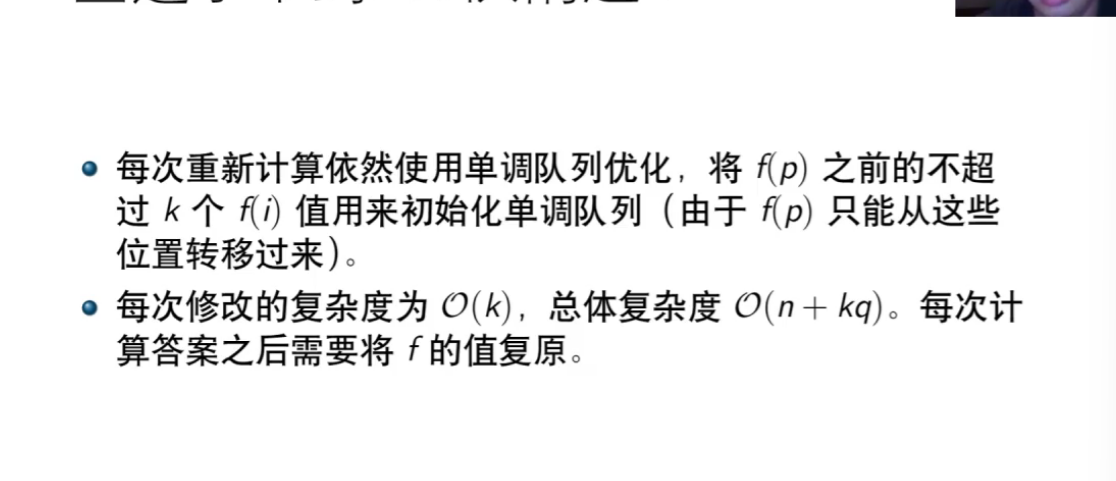 每次重新计算依然使用单调队列优化，将 f(p) 之前的不超
过 k 个 f(i) 值用来初始化单调队列（由于 f(p) 只能从这些
位置转移过来）。
每次修改的复杂度为 O(k)，总体复杂度 O(n + kq)。每次计
算答案之后需要将 f 的值复原。